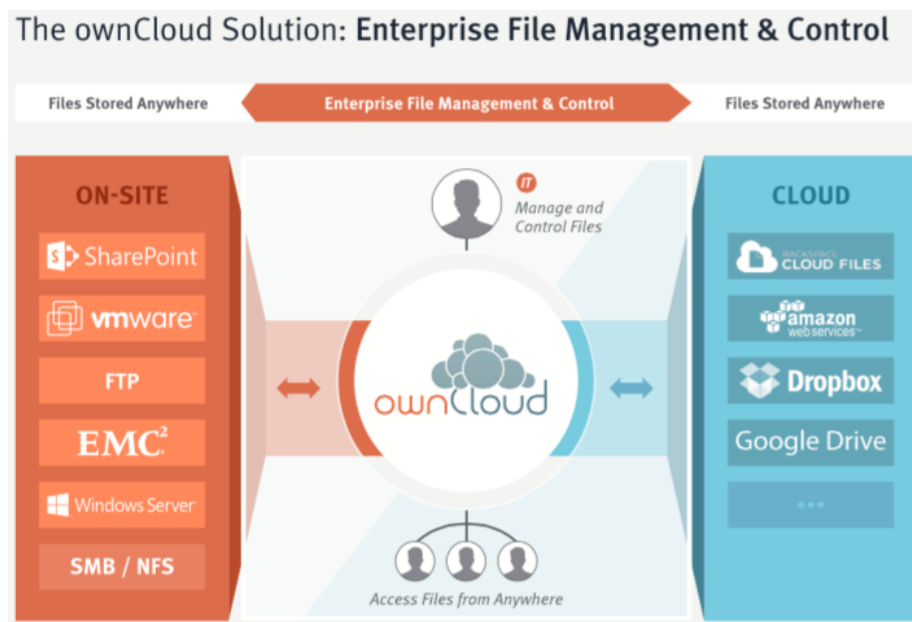 The ownCloud Solution: Enterprise File Management & Control
Files Stored Anywhere
Enterprise File Management & Control
Files Stored Anywhere
ON-SITE
SharePoint
vmware
FTP
EMC²
Windows Server
SMB / NFS
IT
Manage and
Control Files
ownCloud
Access Files from Anywhere
CLOUD
RACKSPACE
CLOUD FILES
amazon
web services™
Dropbox
Google Drive
...